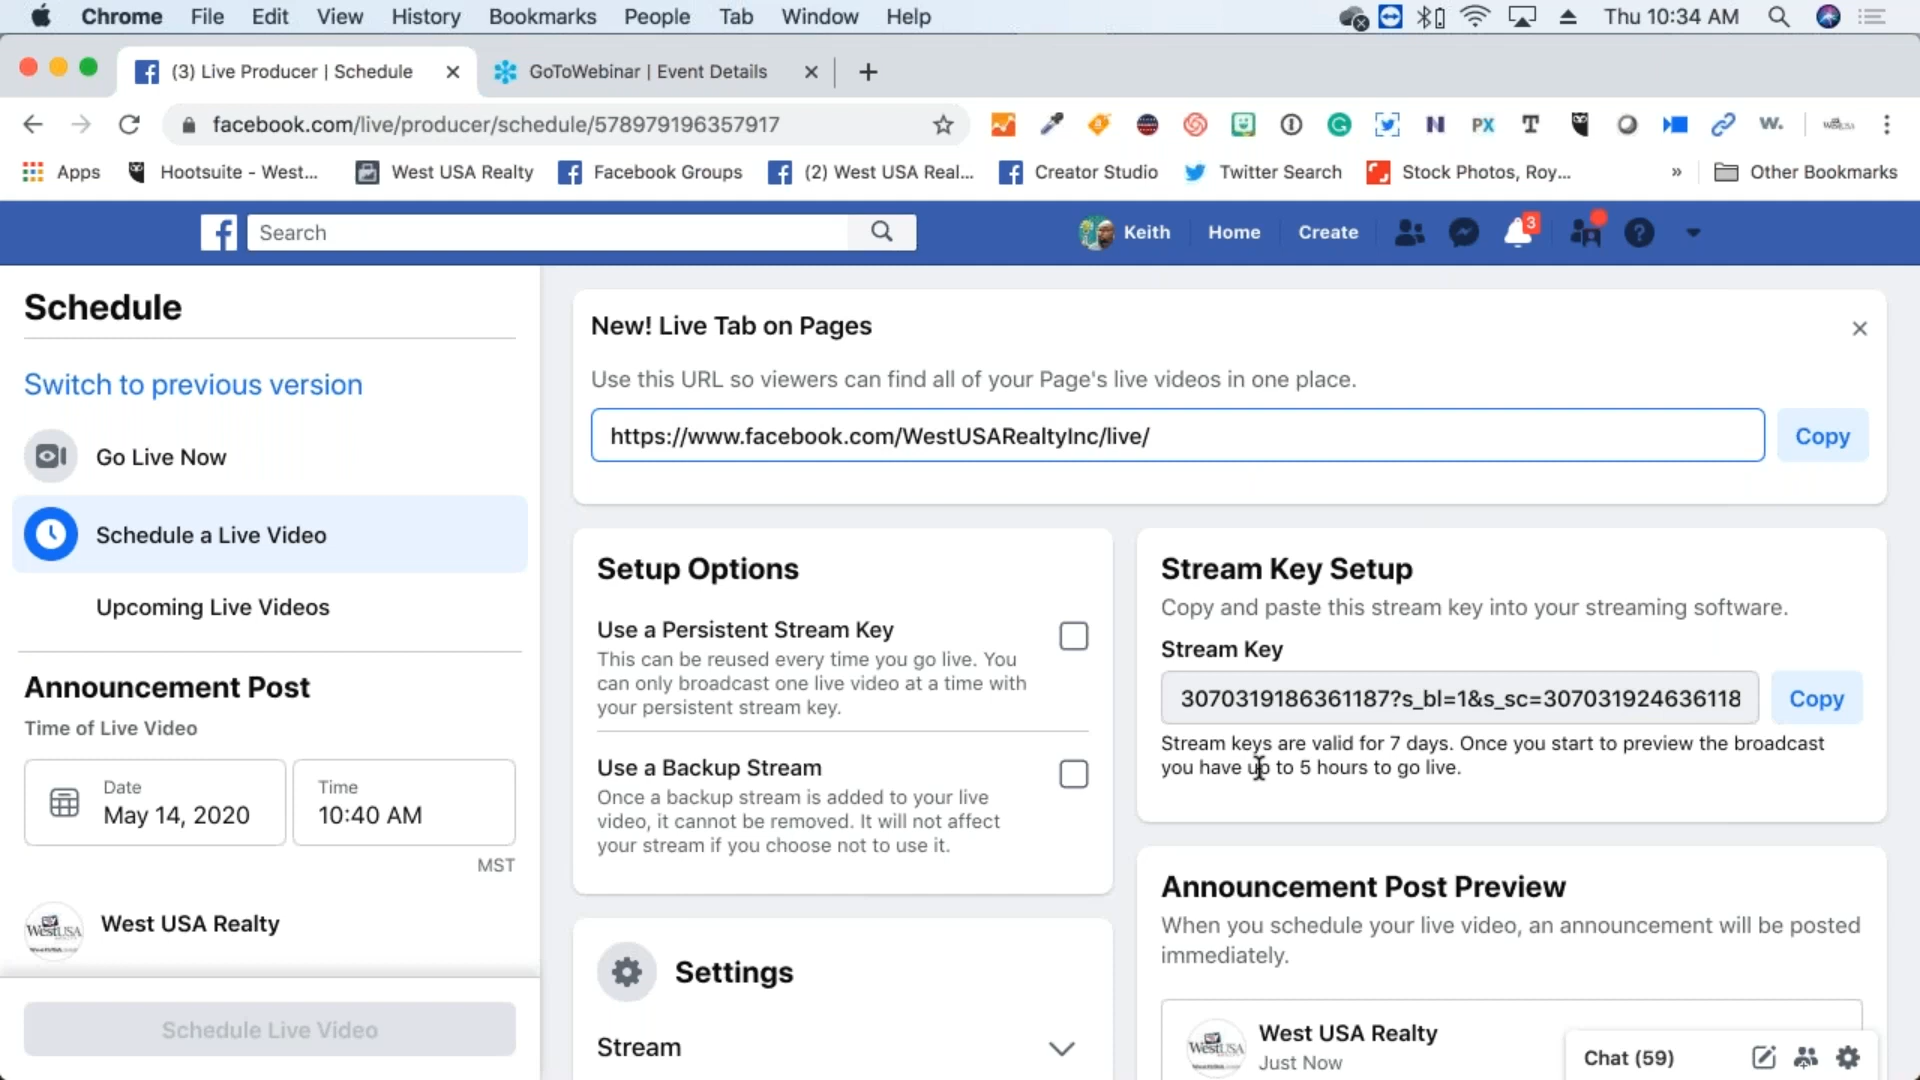 Chrome File Edit View History Bookmarks People Tab Window Help Thu 10:34 AM
(3) Live Producer | Schedule GoToWebinar | Event Details
facebook.com/live/producer/schedule/578979196357917
Apps Hootsuite - West... West USA Realty Facebook Groups (2) West USA Real... Creator Studio Twitter Search Stock Photos, Roy... » Other Bookmarks
Search Keith Home Create 3
Schedule
Switch to previous version
Go Live Now
Schedule a Live Video
Upcoming Live Videos
Announcement Post
Time of Live Video
Date
May 14, 2020
Time
10:40 AM
MST
West USA Realty
Schedule Live Video
New! Live Tab on Pages
Use this URL so viewers can find all of your Page's live videos in one place.
https://www.facebook.com/WestUSARealtyInc/live/
Copy
Setup Options
Use a Persistent Stream Key
This can be reused every time you go live. You
can only broadcast one live video at a time with
your persistent stream key.
Use a Backup Stream
Once a backup stream is added to your live
video, it cannot be removed. It will not affect
your stream if you choose not to use it.
Settings
Stream
Stream Key Setup
Copy and paste this stream key into your streaming software.
Stream Key
3070319186361187?s_bl=1&s_sc=307031924636118
Copy
Stream keys are valid for 7 days. Once you start to preview the broadcast
you have up to 5 hours to go live.
Announcement Post Preview
When you schedule your live video, an announcement will be posted
immediately.
West USA Realty
Just Now
Chat (59)